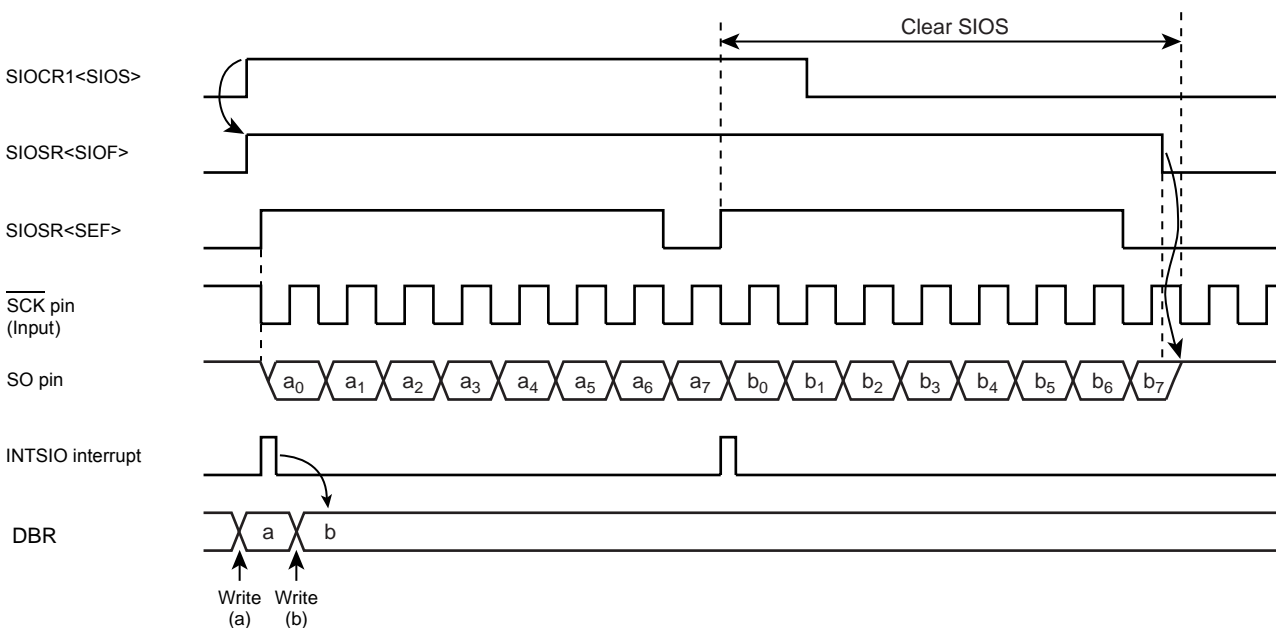 Clear SIOS
SIOCR1<SIOS>
SIOSR<SIOF>
SIOSR<SEF>
SCK pin
(Input)
SO pin
a0 a1 a2 a3 a4 a5 a6 a7 b0 b1 b2 b3 b4 b5 b6 b7
INTSIO interrupt
DBR
a b
Write Write
(a) (b)